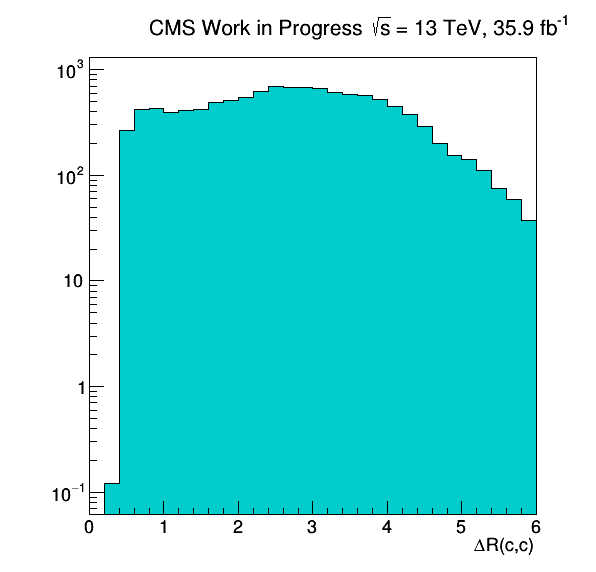 CMS Work in Progress √s = 13 TeV, 35.9 fb⁻¹
10³
10²
10
1
10⁻¹
0 1 2 3 4 5 6
ΔR(c,c)